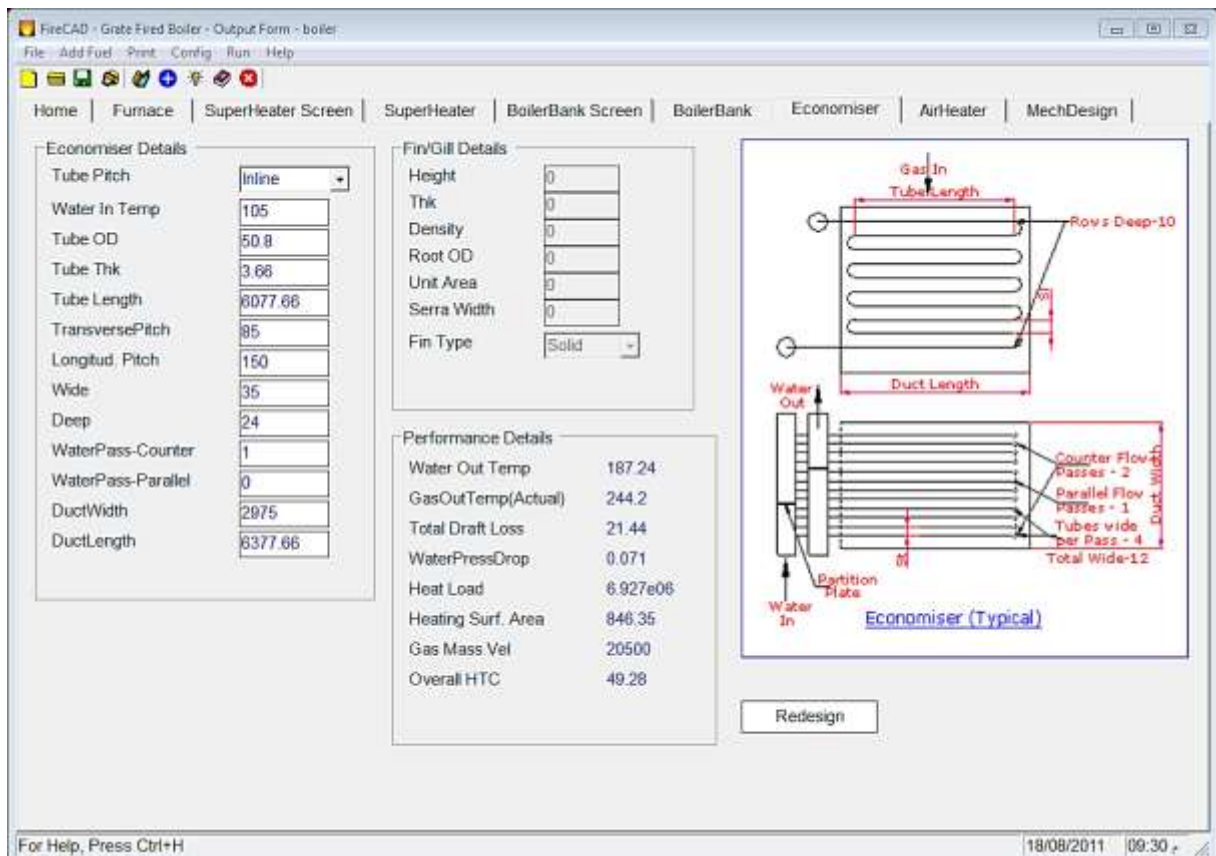 FireCAD - Grate Fired Boiler - Output Form - boiler
File Add Fuel Print Config Run Help
Home Furnace SuperHeater Screen SuperHeater BoilerBank Screen BoilerBank Economiser AirHeater MechDesign
Economiser Details
Tube Pitch Inline
Water In Temp 105
Tube OD 50.8
Tube Thk 3.66
Tube Length 6077.66
TransversePitch 85
Longitud. Pitch 150
Wide 35
Deep 24
WaterPass-Counter 1
WaterPass-Parallel 0
DuctWidth 2975
DuctLength 6377.66
Fin/Gill Details
Height 0
Thk 0
Density 0
Root OD 0
Unit Area 0
Serra Width 0
Fin Type Solid
Performance Details
Water Out Temp 187.24
GasOutTemp(Actual) 244.2
Total Draft Loss 21.44
WaterPressDrop 0.071
Heat Load 6.927e06
Heating Surf. Area 846.35
Gas Mass Vel 20500
Overall HTC 49.28
Gas In
Tube Length
Rows Deep-10
Duct Length
Water
Out
Counter Flow
Passes - 2
Parallel Flow
Passes - 1
Tubes wide
per Pass - 4
Total Wide-12
Duct Width
Partition
Plate
Water
In
Economiser (Typical)
Redesign
For Help, Press Ctrl+H 18/08/2011 09:30